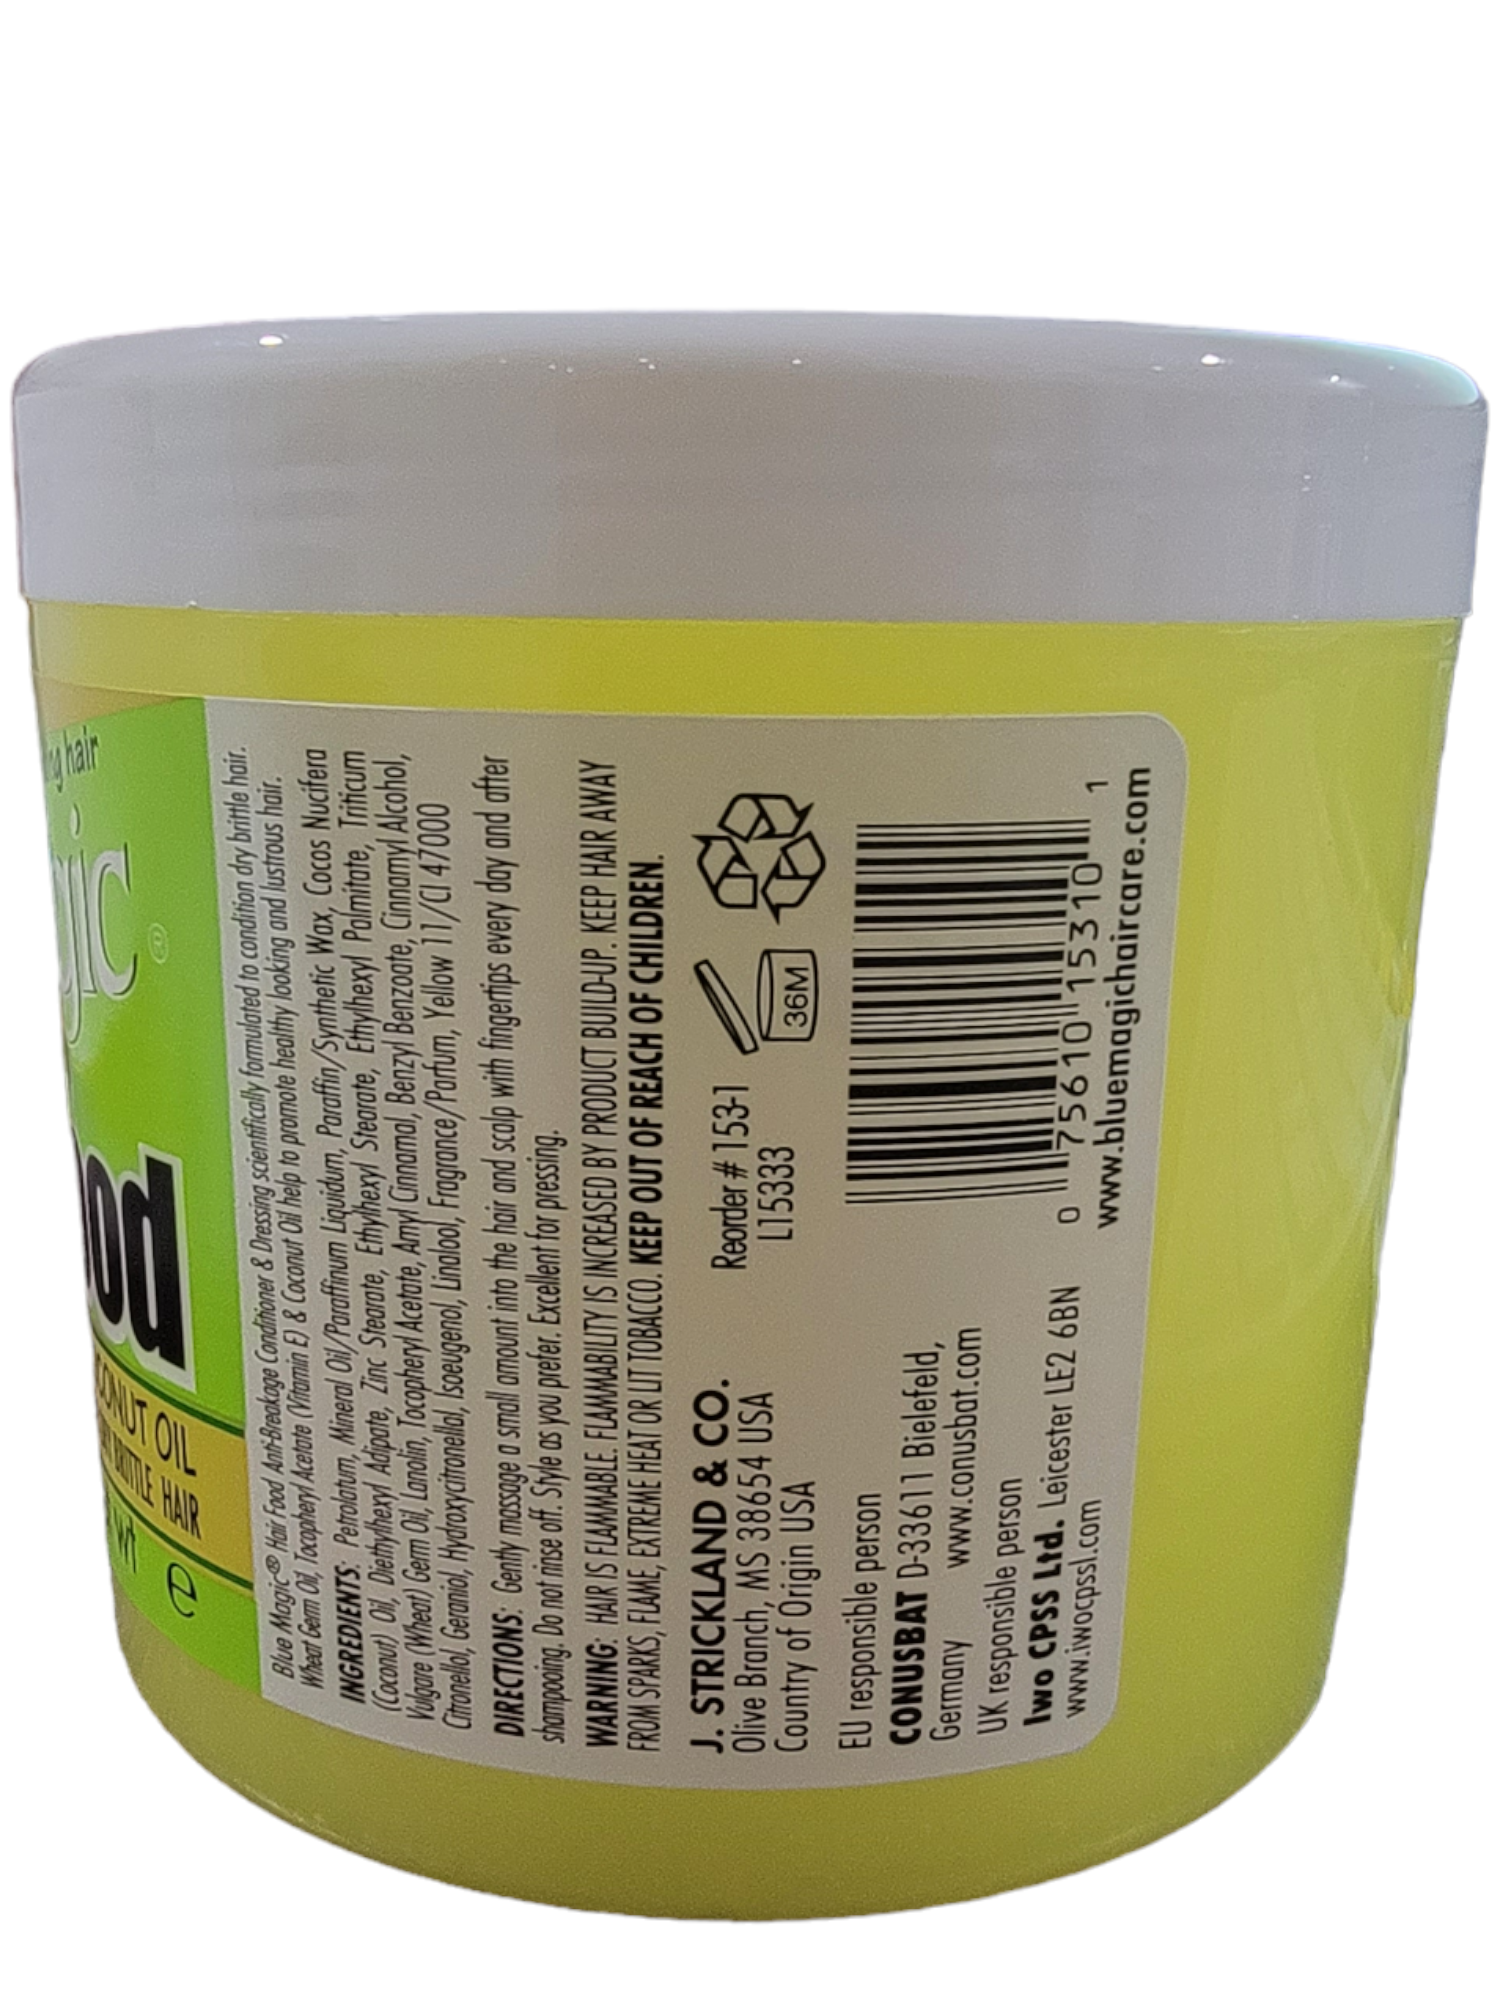 ing hair
gic®
ood
CONUT OIL
BRITTLE HAIR
wt ℮
Blue Magic® Hair Food Anti-Breakage Conditioner & Dressing scientifically formulated to condition dry brittle hair.
Wheat Germ Oil, Tocopheryl Acetate (Vitamin E) & Coconut Oil help to promote healthy looking and lustrous hair.
INGREDIENTS: Petrolatum, Mineral Oil/Paraffinum Liquidum, Paraffin/Synthetic Wax, Cocos Nucifera
(Coconut) Oil, Diethylhexyl Adipate, Zinc Stearate, Ethylhexyl Stearate, Ethylhexyl Palmitate, Triticum
Vulgare (Wheat) Germ Oil, Lanolin, Tocopheryl Acetate, Amyl Cinnamal, Benzyl Benzoate, Cinnamyl Alcohol,
Citronellol, Geraniol, Hydroxycitronellal, Isoeugenol, Linalool, Fragrance/Parfum, Yellow 11/CI 47000
DIRECTIONS: Gently massage a small amount into the hair and scalp with fingertips every day and after
shampooing. Do not rinse off. Style as you prefer. Excellent for pressing.
WARNING: HAIR IS FLAMMABLE. FLAMMABILITY IS INCREASED BY PRODUCT BUILD-UP. KEEP HAIR AWAY
FROM SPARKS, FLAME, EXTREME HEAT OR LIT TOBACCO. KEEP OUT OF REACH OF CHILDREN.
J. STRICKLAND & CO.
Olive Branch, MS 38654 USA
Country of Origin USA
EU responsible person
CONUSBAT D-33611 Bielefeld,
Germany www.conusbat.com
UK responsible person
Iwo CPSS Ltd. Leicester LE2 6BN
www.iwocpssl.com
Reorder # 153-1
L15333
36M
0 75610 15310 1
www.bluemagichaircare.com